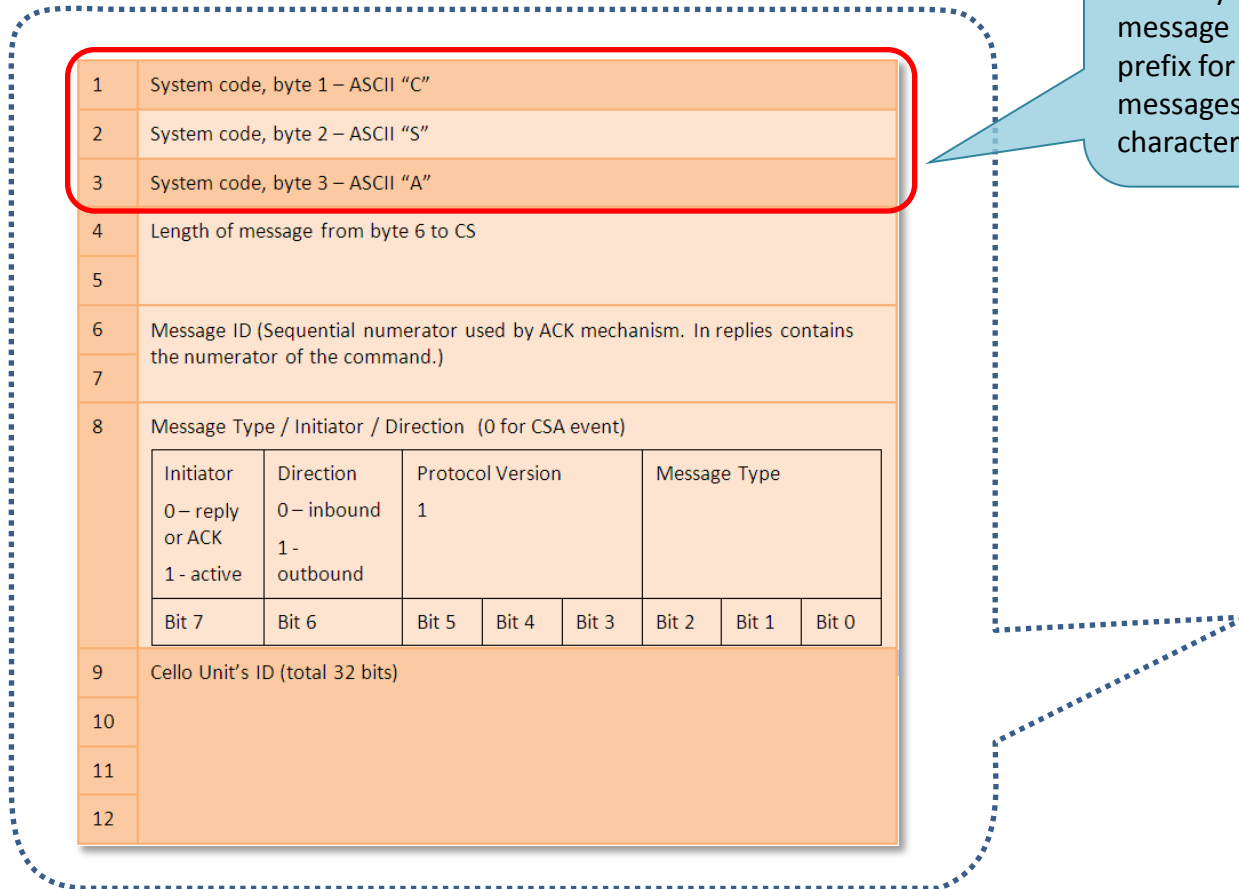 message
prefix for
messages
character
1 System code, byte 1 – ASCII “C”
2 System code, byte 2 – ASCII “S”
3 System code, byte 3 – ASCII “A”
4 Length of message from byte 6 to CS
5
6 Message ID (Sequential numerator used by ACK mechanism. In replies contains
the numerator of the command.)
7
8 Message Type / Initiator / Direction (0 for CSA event)
Initiator Direction Protocol Version Message Type
0 – reply 0 – inbound 1
or ACK 1 -
1 - active outbound
Bit 7 Bit 6 Bit 5 Bit 4 Bit 3 Bit 2 Bit 1 Bit 0
9 Cello Unit’s ID (total 32 bits)
10
11
12